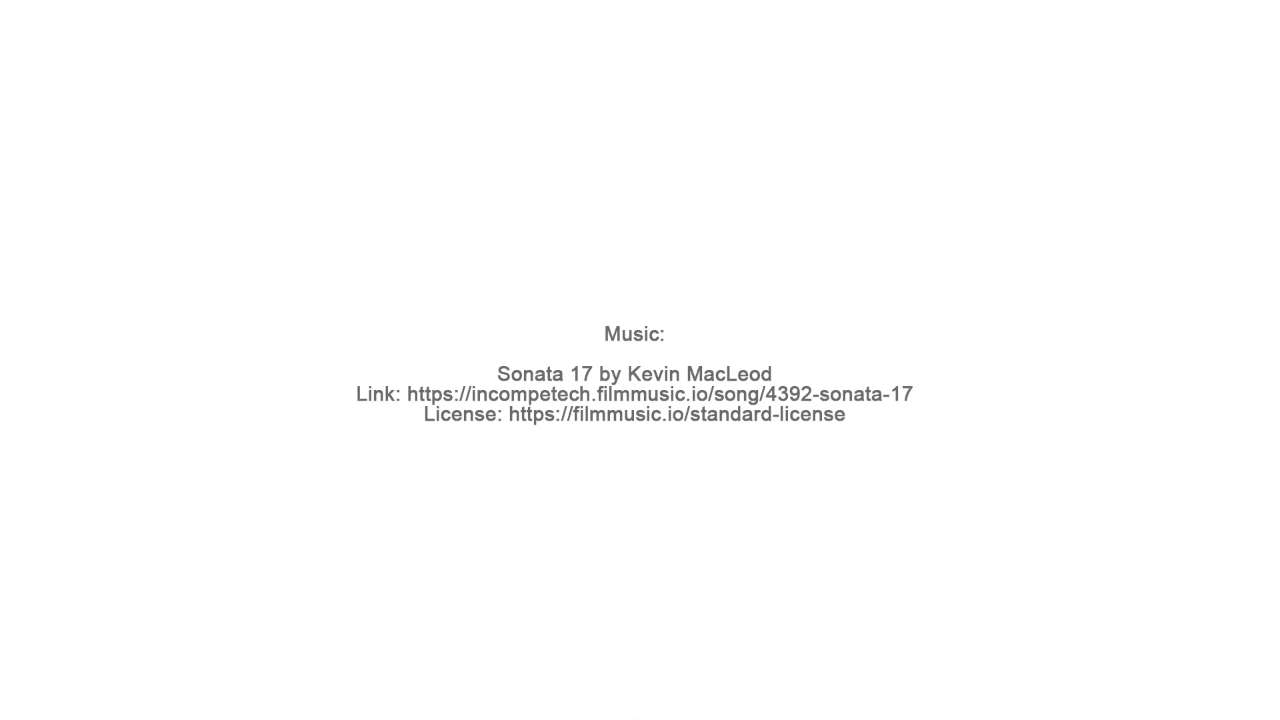 Music:
Sonata 17 by Kevin MacLeod
Link: https://incompetech.filmmusic.io/song/4392-sonata-17
License: https://filmmusic.io/standard-license